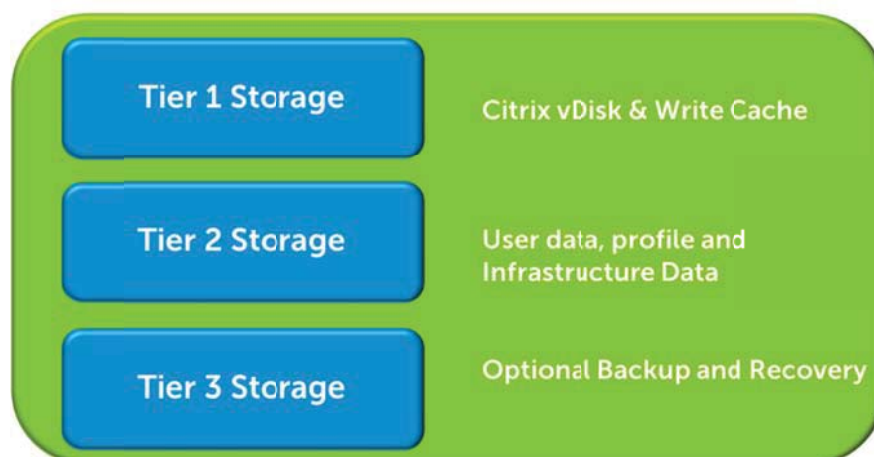 Tier 1 Storage
Citrix vDisk & Write Cache
Tier 2 Storage
User data, profile and
Infrastructure Data
Tier 3 Storage
Optional Backup and Recovery